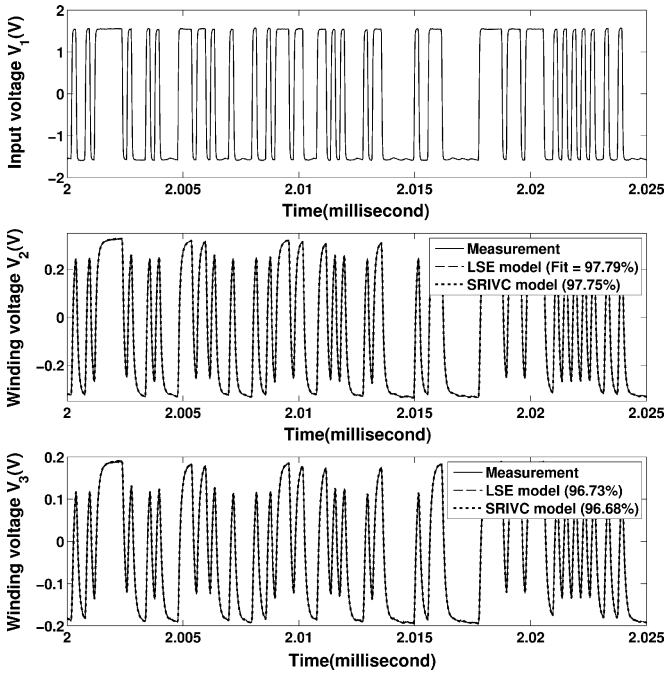 Input voltage V1(V)
2
1
0
−1
−2
2 2.005 2.01 2.015 2.02 2.025
Time(millisecond)
Winding voltage V2(V)
0.2
0
−0.2
Measurement
LSE model (Fit = 97.79%)
SRIVC model (97.75%)
2 2.005 2.01 2.015 2.02 2.025
Time(millisecond)
Winding voltage V3(V)
0.2
0.1
0
−0.1
−0.2
Measurement
LSE model (96.73%)
SRIVC model (96.68%)
2 2.005 2.01 2.015 2.02 2.025
Time(millisecond)